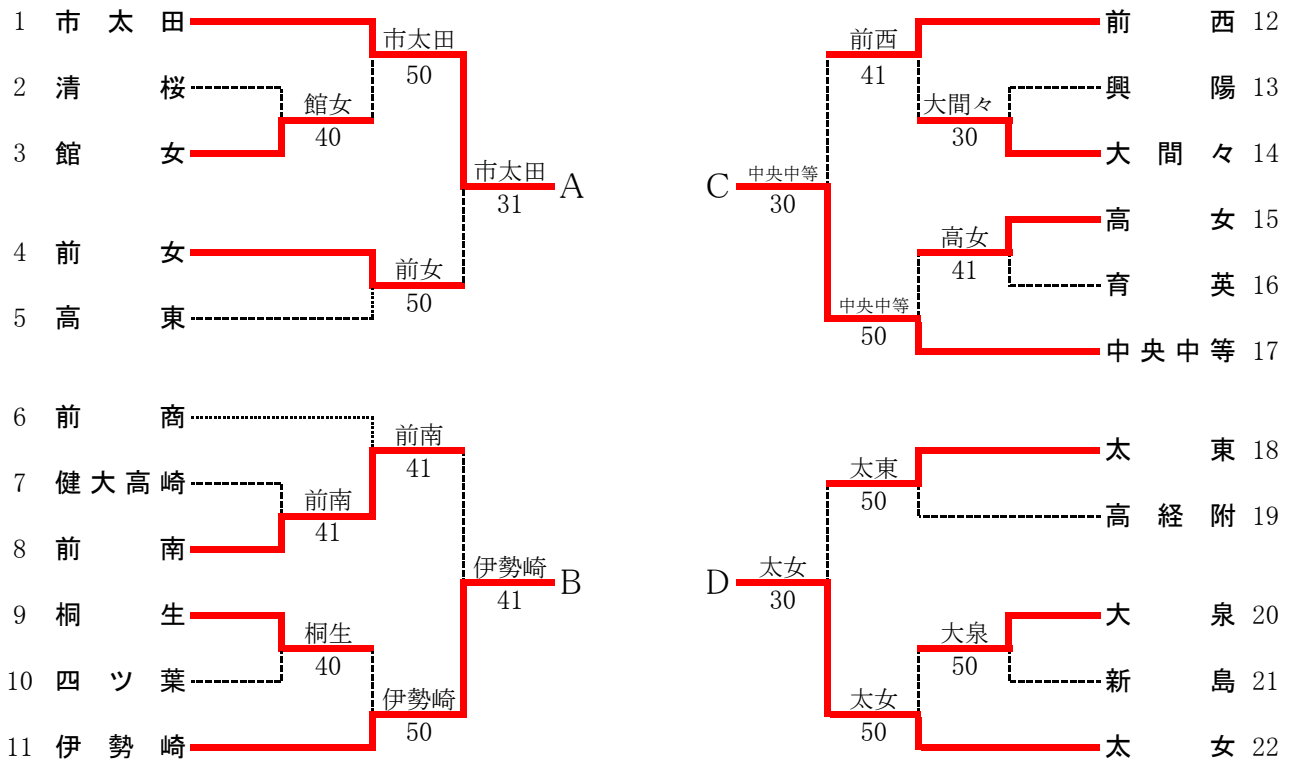 1 市太田
市太田
50
2 清桜
館女
40
3 館女
市太田
31
A
4 前女
前女
50
5 高東
6 前商
前南
41
7 健大高崎
前南
41
8 前南
伊勢崎
41
B
9 桐生
桐生
40
10 四ツ葉
伊勢崎
50
11 伊勢崎
前西 12
前西
41
興陽 13
大間々
30
大間々 14
C
中央中等
30
高女 15
高女
41
育英 16
中央中等
50
中央中等 17
太東 18
太東
50
高経附 19
D
太女
30
大泉 20
大泉
50
新島 21
太女
50
太女 22